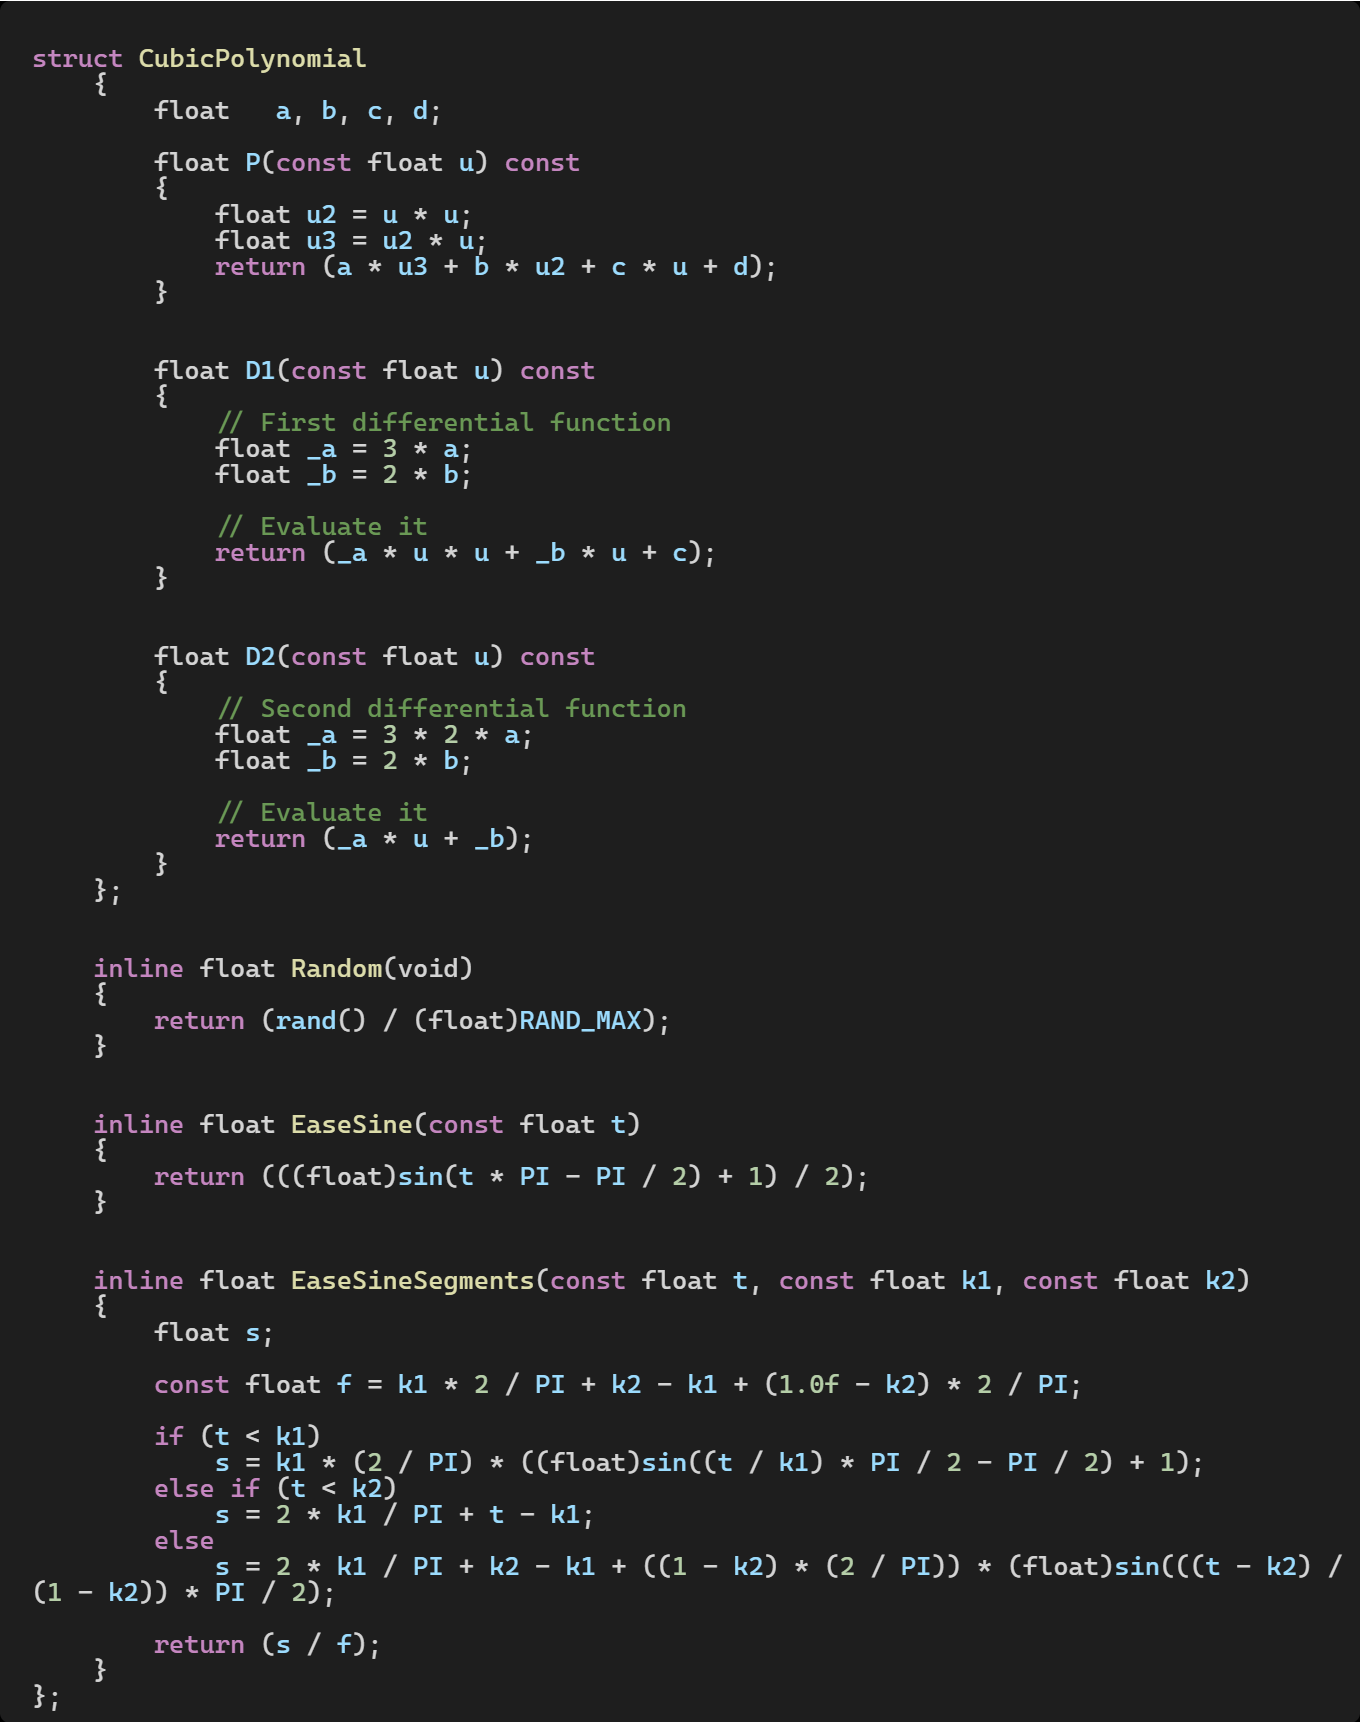 struct CubicPolynomial
    {
        float   a, b, c, d;

        float P(const float u) const
        {
            float u2 = u * u;
            float u3 = u2 * u;
            return (a * u3 + b * u2 + c * u + d);
        }


        float D1(const float u) const
        {
            // First differential function
            float _a = 3 * a;
            float _b = 2 * b;

            // Evaluate it
            return (_a * u * u + _b * u + c);
        }


        float D2(const float u) const
        {
            // Second differential function
            float _a = 3 * 2 * a;
            float _b = 2 * b;

            // Evaluate it
            return (_a * u + _b);
        }
    };


    inline float Random(void)
    {
        return (rand() / (float)RAND_MAX);
    }


    inline float EaseSine(const float t)
    {
        return (((float)sin(t * PI - PI / 2) + 1) / 2);
    }


    inline float EaseSineSegments(const float t, const float k1, const float k2)
    {
        float s;

        const float f = k1 * 2 / PI + k2 - k1 + (1.0f - k2) * 2 / PI;

        if (t < k1)
            s = k1 * (2 / PI) * ((float)sin((t / k1) * PI / 2 - PI / 2) + 1);
        else if (t < k2)
            s = 2 * k1 / PI + t - k1;
        else
            s = 2 * k1 / PI + k2 - k1 + ((1 - k2) * (2 / PI)) * (float)sin(((t - k2) /
(1 - k2)) * PI / 2);

        return (s / f);
    }
};